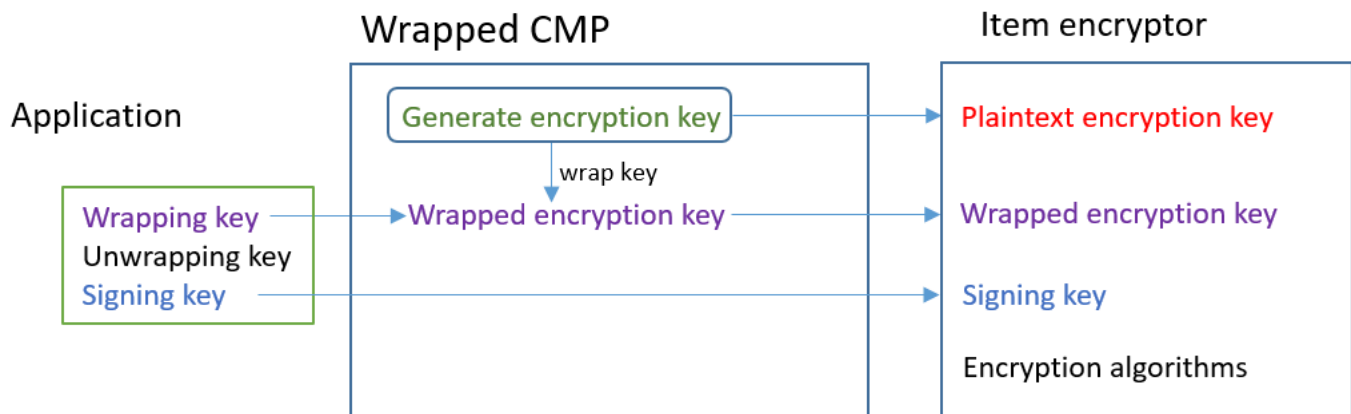 Wrapped CMP
Item encryptor
Application
Generate encryption key
Plaintext encryption key
wrap key
Wrapping key
Wrapped encryption key
Wrapped encryption key
Unwrapping key
Signing key
Signing key
Encryption algorithms